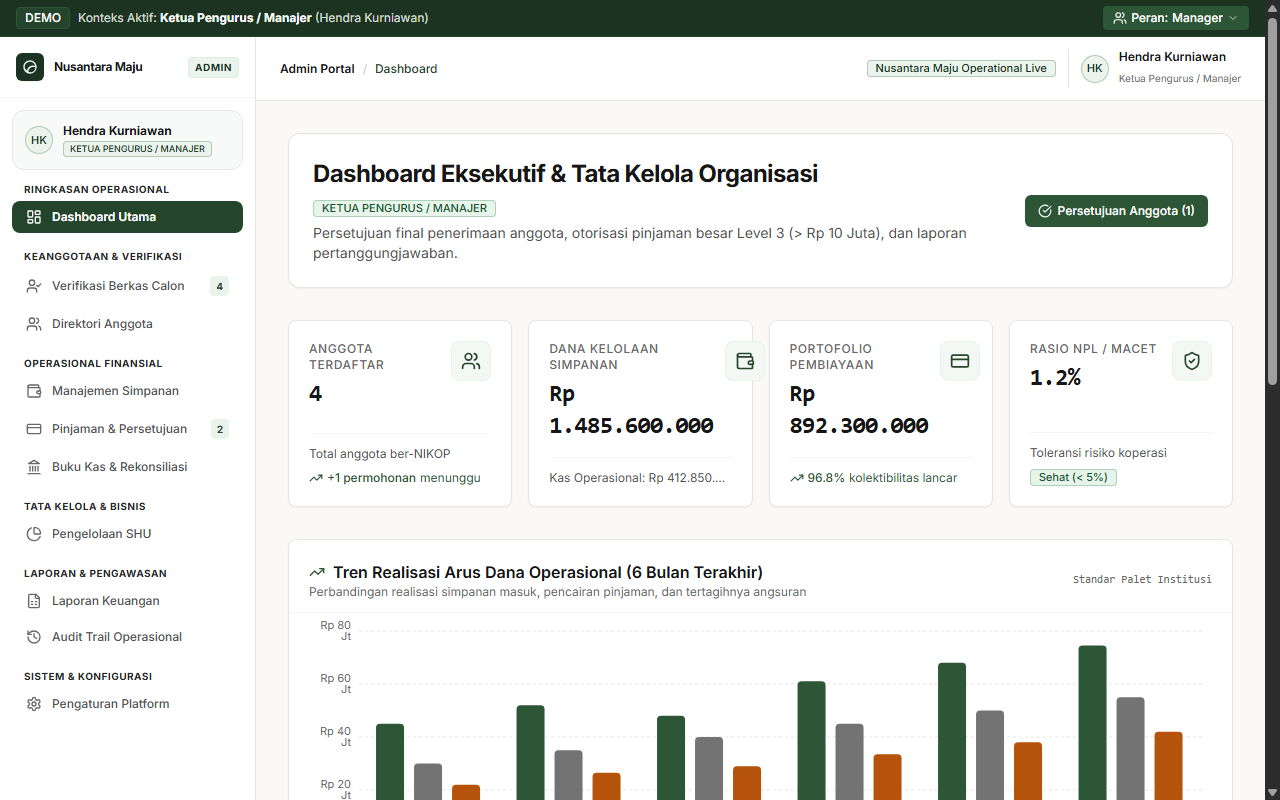 DEMO Konteks Aktif: Ketua Pengurus / Manajer (Hendra Kurniawan)
Peran: Manager
Nusantara Maju
ADMIN
Admin Portal / Dashboard
Nusantara Maju Operational Live
HK
Hendra Kurniawan
Ketua Pengurus / Manajer
HK
Hendra Kurniawan
KETUA PENGURUS / MANAJER
RINGKASAN OPERASIONAL
Dashboard Utama
KEANGGOTAAN & VERIFIKASI
Verifikasi Berkas Calon 4
Direktori Anggota
OPERASIONAL FINANSIAL
Manajemen Simpanan
Pinjaman & Persetujuan 2
Buku Kas & Rekonsiliasi
TATA KELOLA & BISNIS
Pengelolaan SHU
LAPORAN & PENGAWASAN
Laporan Keuangan
Audit Trail Operasional
SISTEM & KONFIGURASI
Pengaturan Platform
Dashboard Eksekutif & Tata Kelola Organisasi
KETUA PENGURUS / MANAJER
Persetujuan final penerimaan anggota, otorisasi pinjaman besar Level 3 (> Rp 10 Juta), dan laporan
pertanggungjawaban.
Persetujuan Anggota (1)
ANGGOTA
TERDAFTAR
4
Total anggota ber-NIKOP
+1 permohonan menunggu
DANA KELOLAAN
SIMPANAN
Rp
1.485.600.000
Kas Operasional: Rp 412.850....
PORTOFOLIO
PEMBIAYAAN
Rp
892.300.000
96.8% kolektibilitas lancar
RASIO NPL / MACET
1.2%
Toleransi risiko koperasi
Sehat (< 5%)
Tren Realisasi Arus Dana Operasional (6 Bulan Terakhir)
Perbandingan realisasi simpanan masuk, pencairan pinjaman, dan tertagihnya angsuran
Standar Palet Institusi
Rp 80
Jt
Rp 60
Jt
Rp 40
Jt
Rp 20
Jt